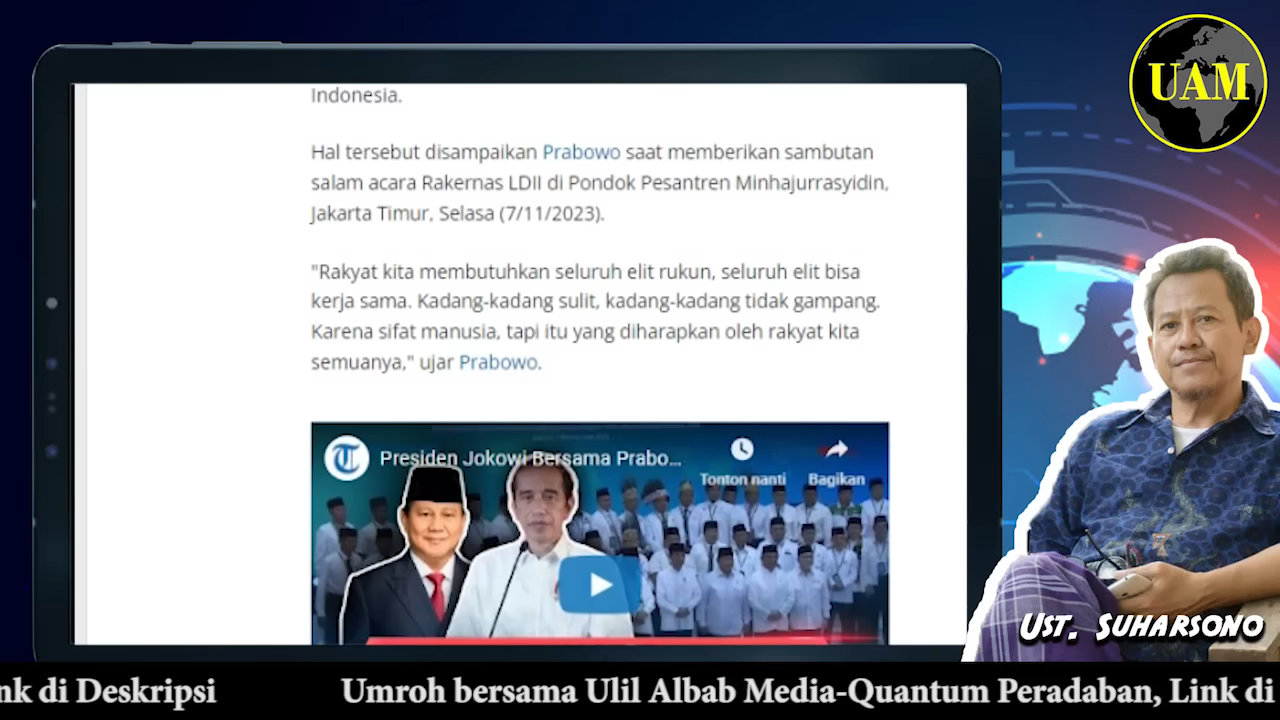 UAM
Indonesia.
Hal tersebut disampaikan Prabowo saat memberikan sambutan
salam acara Rakernas LDII di Pondok Pesantren Minhajurrasyidin,
Jakarta Timur, Selasa (7/11/2023).
"Rakyat kita membutuhkan seluruh elit rukun, seluruh elit bisa
kerja sama. Kadang-kadang sulit, kadang-kadang tidak gampang.
Karena sifat manusia, tapi itu yang diharapkan oleh rakyat kita
semuanya," ujar Prabowo.
Presiden Jokowi Bersama Prabo...
Tonton nanti
Bagikan
Ust. Suharsono
nk di Deskripsi
Umroh bersama Ulil Albab Media-Quantum Peradaban, Link di